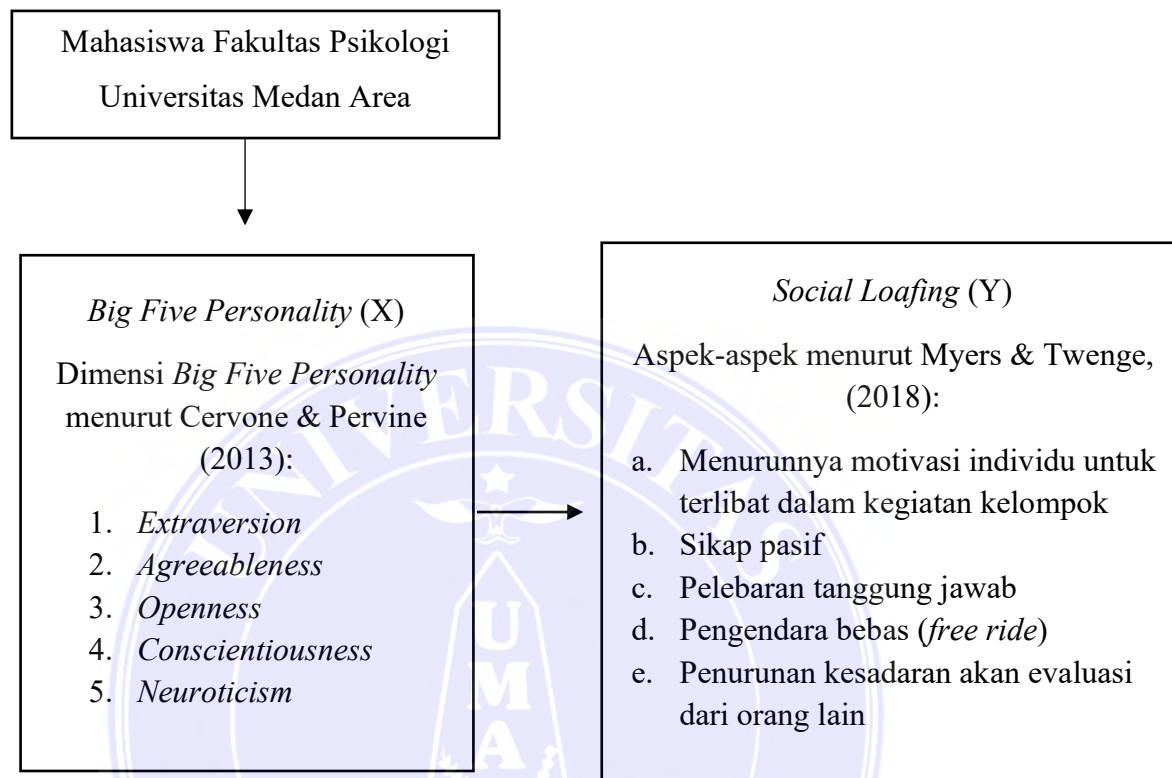 Mahasiswa Fakultas Psikologi
Universitas Medan Area
Big Five Personality (X)
Dimensi Big Five Personality
menurut Cervone & Pervine
(2013):
1. Extraversion
2. Agreeableness
3. Openness
4. Conscientiousness
5. Neuroticism
Social Loafing (Y)
Aspek-aspek menurut Myers & Twenge,
(2018):
a. Menurunnya motivasi individu untuk
terlibat dalam kegiatan kelompok
b. Sikap pasif
c. Pelebaran tanggung jawab
d. Pengendara bebas (free ride)
e. Penurunan kesadaran akan evaluasi
dari orang lain
UNIVERSITAS
UMA